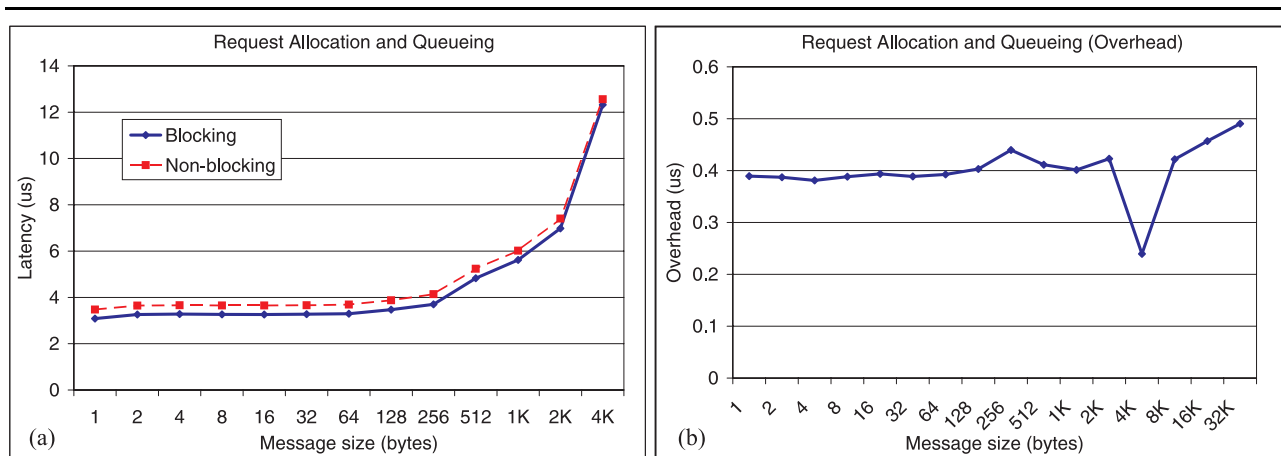 Request Allocation and Queueing
14
12
10
8
6
4
2
0
Latency (us)
Blocking
Non-blocking
1 2 4 8 16 32 64 128 256 512 1K 2K 4K
Message size (bytes)
(a)
Request Allocation and Queueing (Overhead)
0.6
0.5
0.4
0.3
0.2
0.1
0
Overhead (us)
1 2 4 8 16 32 64 128 256 512 1K 2K 4K 8K 16K 32K
Message size (bytes)
(b)